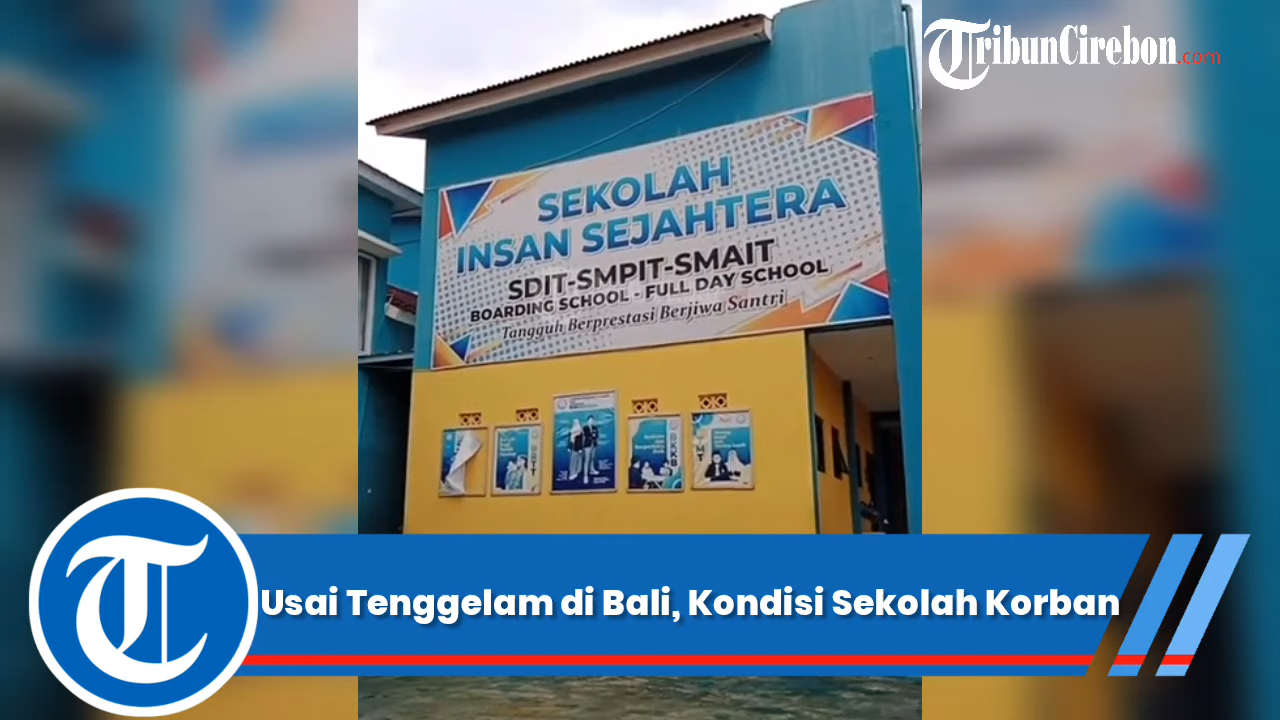 TribunCirebon.com
SEKOLAH
INSAN SEJAHTERA
SDIT-SMPIT-SMAIT
BOARDING SCHOOL - FULL DAY SCHOOL
Tangguh Berprestasi Berjiwa Santri
Usai Tenggelam di Bali, Kondisi Sekolah Korban